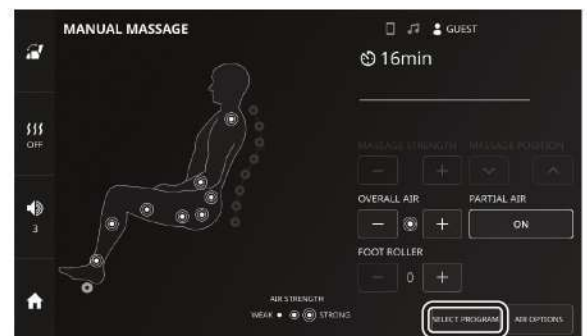 MANUAL MASSAGE
GUEST
16min
OFF
MASSAGE STRENGTH MASSAGE POSITION
− + 
OVERALL AIR PARTIAL AIR
− + ON
3
FOOT ROLLER
− 0 +
AIR STRENGTH
WEAK STRONG
SELECT PROGRAM AIR OPTIONS